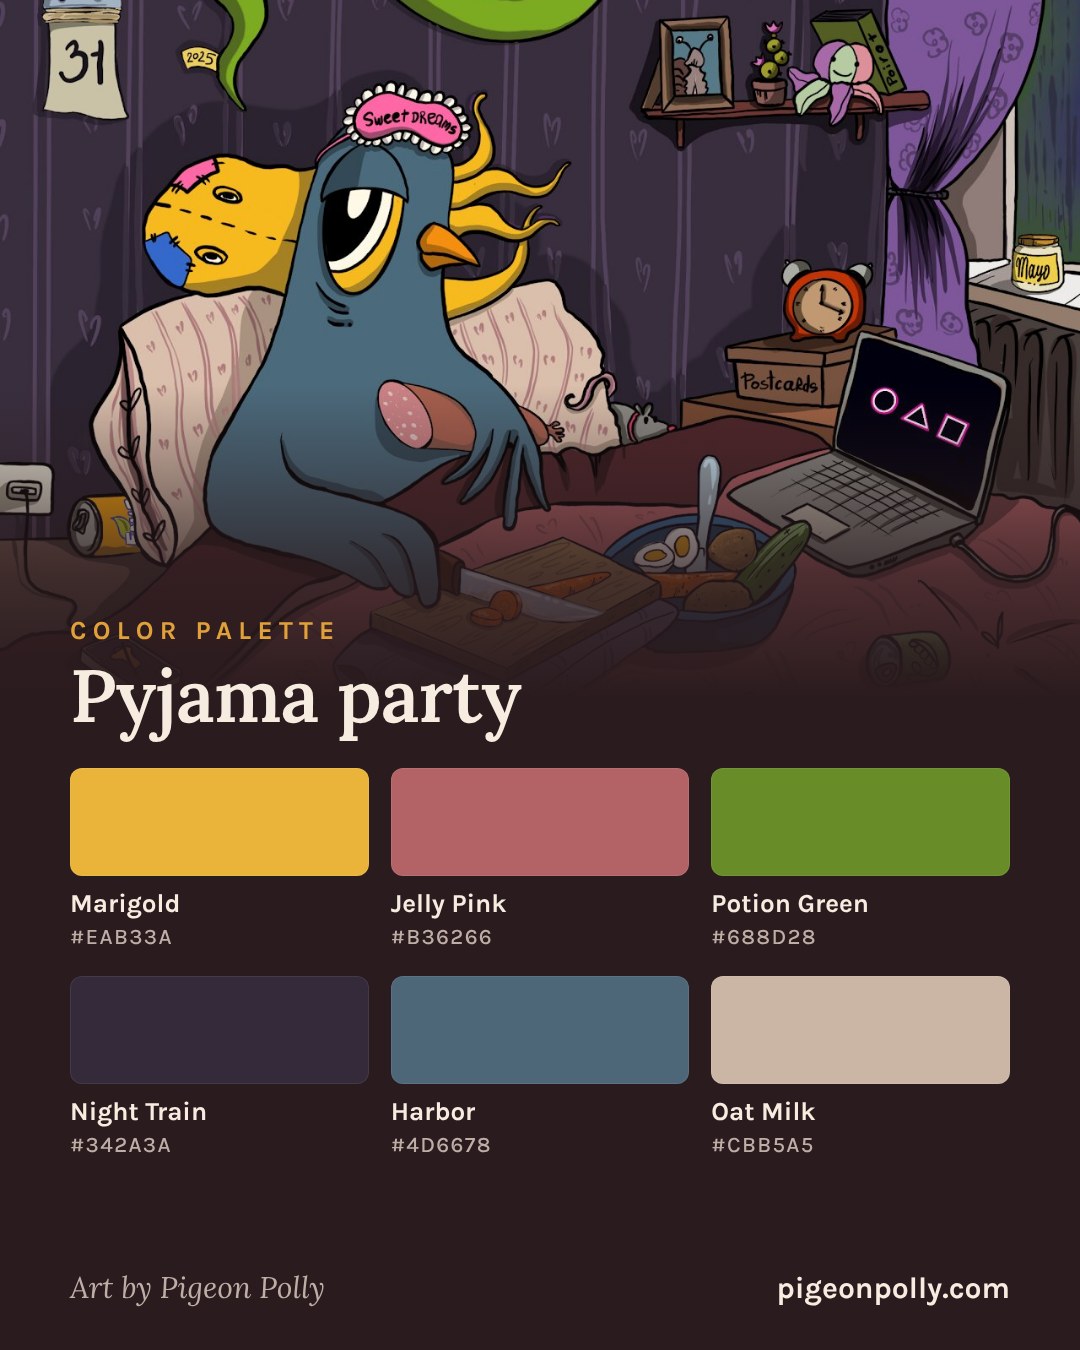 31
2025
Sweet DREAMS
Poirot
Mayo
Postcards
COLOR PALETTE
Pyjama party
Marigold
#EAB33A
Jelly Pink
#B36266
Potion Green
#688D28
Night Train
#342A3A
Harbor
#4D6678
Oat Milk
#CBB5A5
Art by Pigeon Polly
pigeonpolly.com